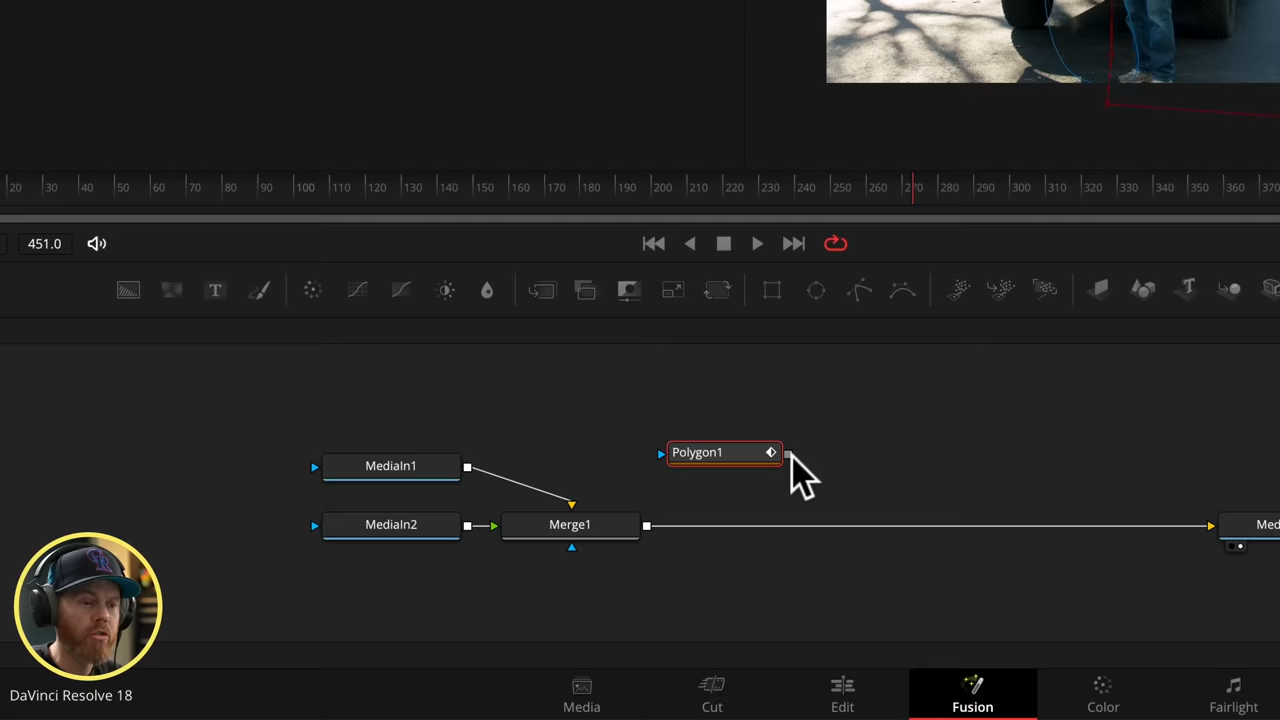 20 30 40 50 60 70 80 90 100 110 120 130 140 150 160 170 180 190 200 210 220 230 240 250 260 270 280 290 300 310 320 330 340 350 360 370
451.0
T
Polygon1
MediaIn1
MediaIn2
Merge1
Med
DaVinci Resolve 18
Media
Cut
Edit
Fusion
Color
Fairlight